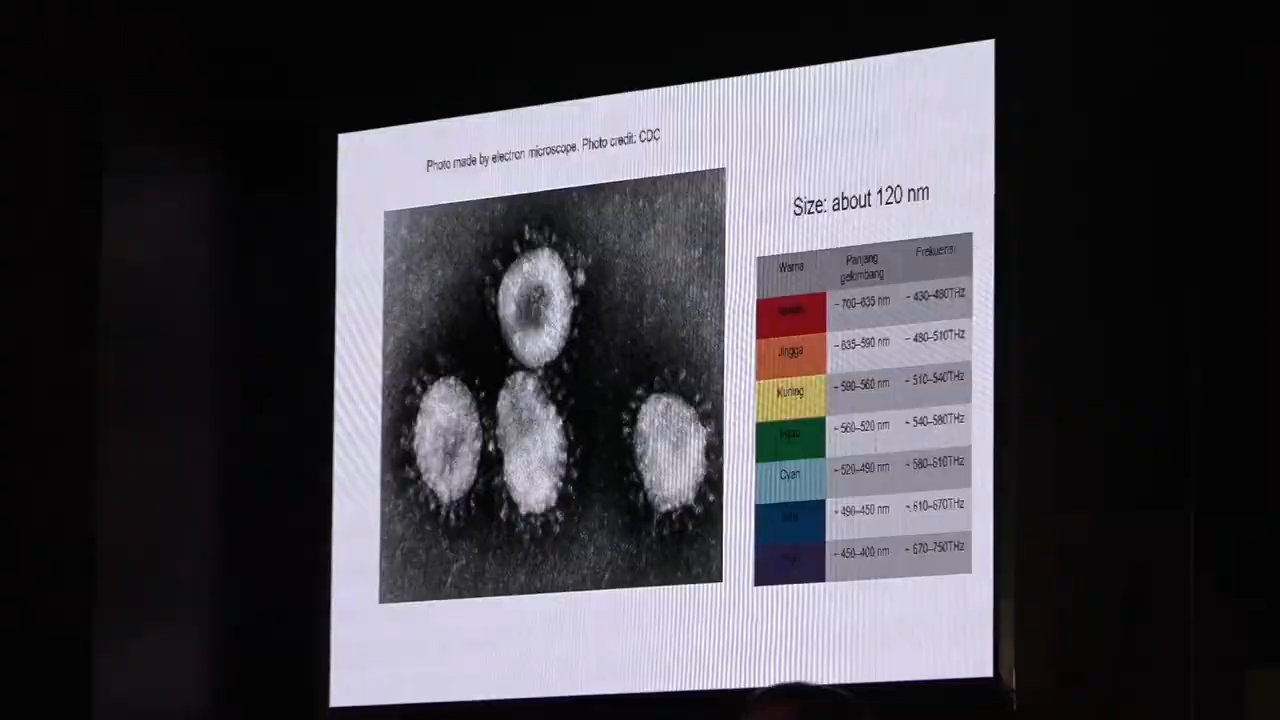 Photo made by electron microscope. Photo credit: CDC
Size: about 120 nm
Warna Panjang gelombang Frekuensi
~ 700–635 nm ~ 430–480THz
Jingga ~ 635–590 nm ~ 480–510THz
Kuning ~ 590–560 nm ~ 510–540THz
Hijau ~ 560–520 nm ~ 540–580THz
Cyan ~ 520–490 nm ~ 580–610THz
~ 490–450 nm ~ 610–670THz
~ 450–400 nm ~ 670–750THz